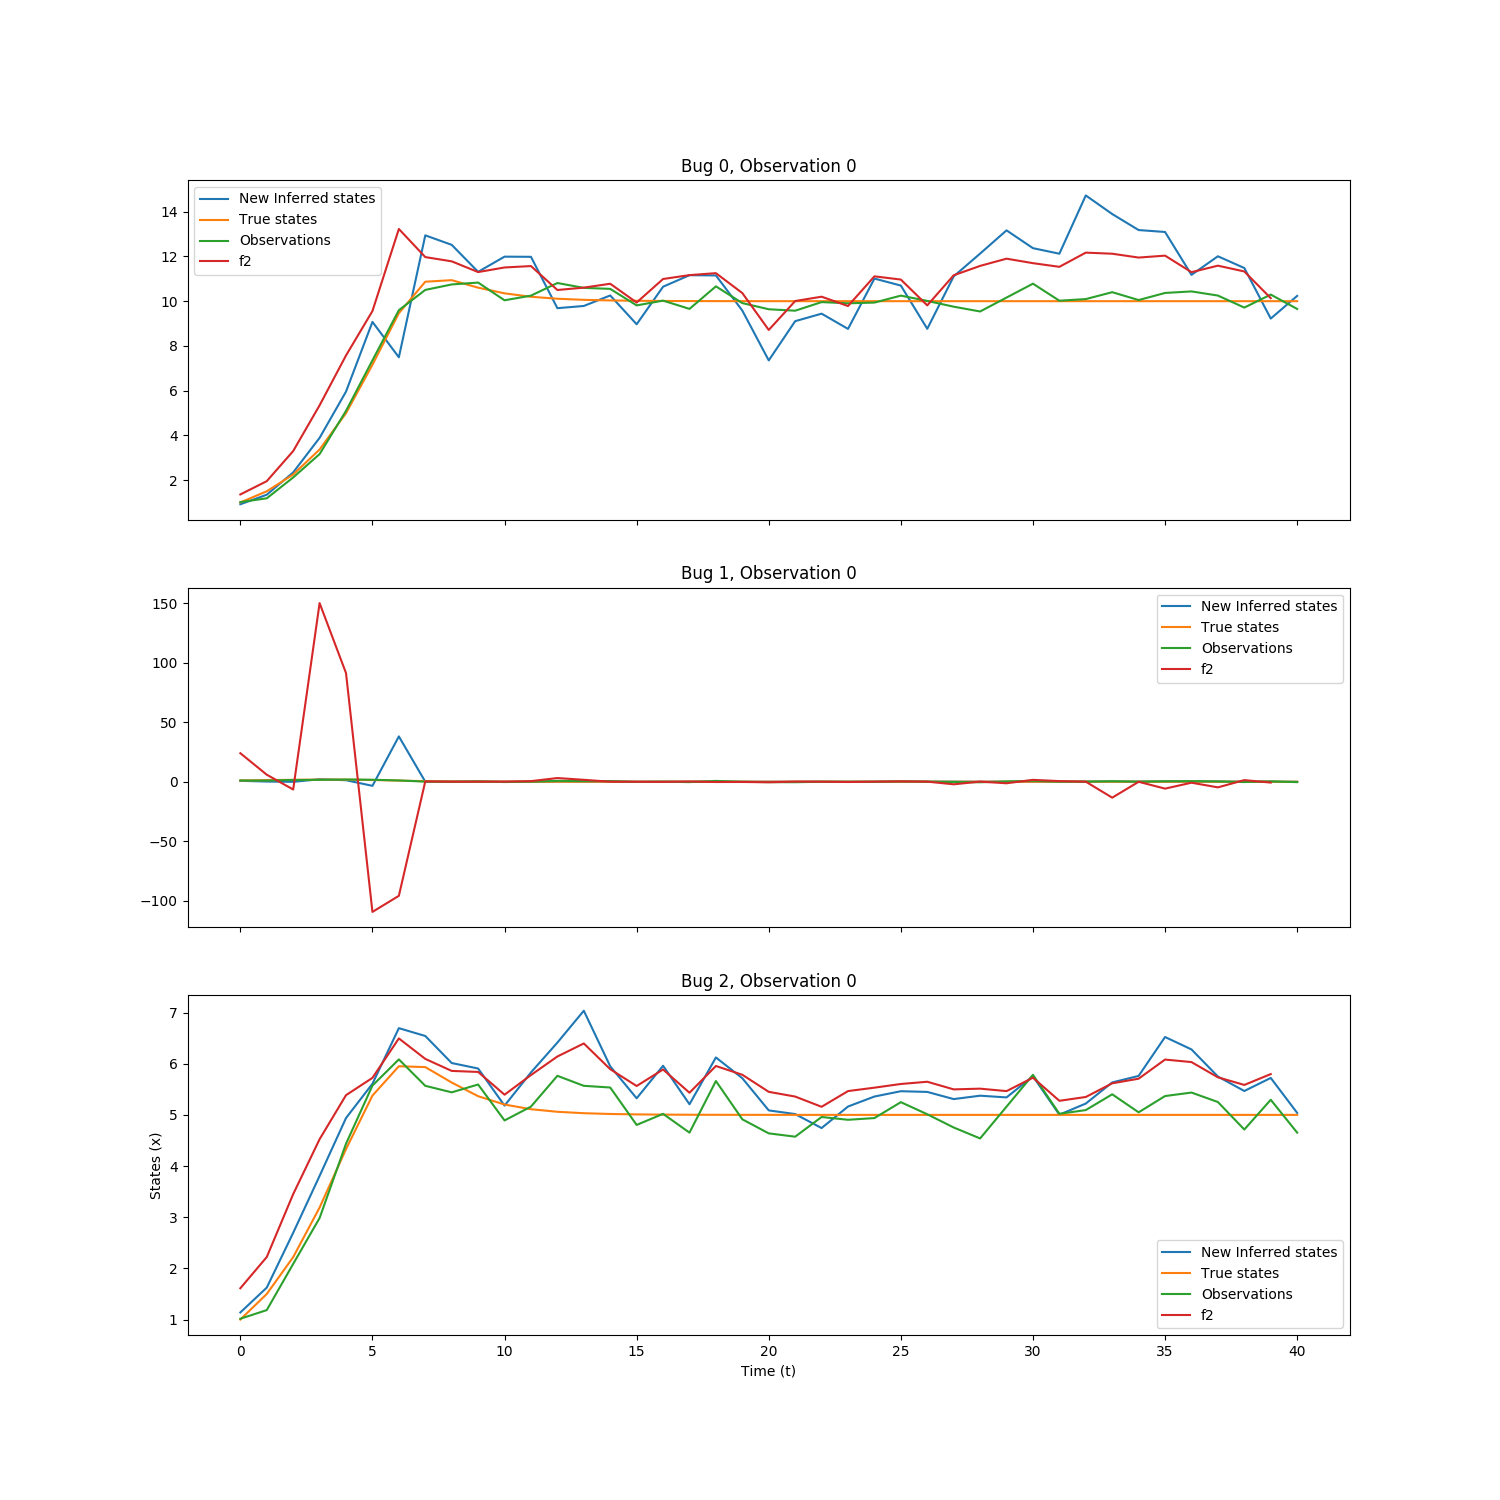 Bug 0, Observation 0
New Inferred states
True states
Observations
f2
14
12
10
8
6
4
2
Bug 1, Observation 0
New Inferred states
True states
Observations
f2
150
100
50
0
−50
−100
Bug 2, Observation 0
7
6
5
4
3
2
1
States (x)
New Inferred states
True states
Observations
f2
0 5 10 15 20 25 30 35 40
Time (t)